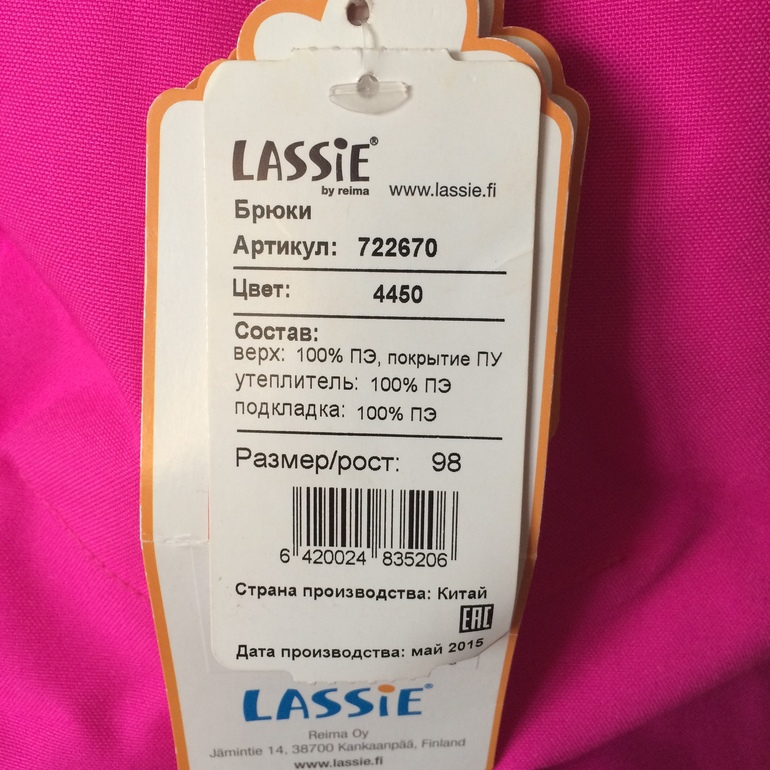 LASSiE®
by reima www.lassie.fi
Брюки
Артикул: 722670
Цвет: 4450
Состав:
верх: 100% ПЭ, покрытие ПУ
утеплитель: 100% ПЭ
подкладка: 100% ПЭ
Размер/рост: 98
6 420024 835206
Страна производства: Китай
EAC
Дата производства: май 2015
LASSiE®
Reima Oy
Jämintie 14, 38700 Kankaanpää, Finland
www.lassie.fi